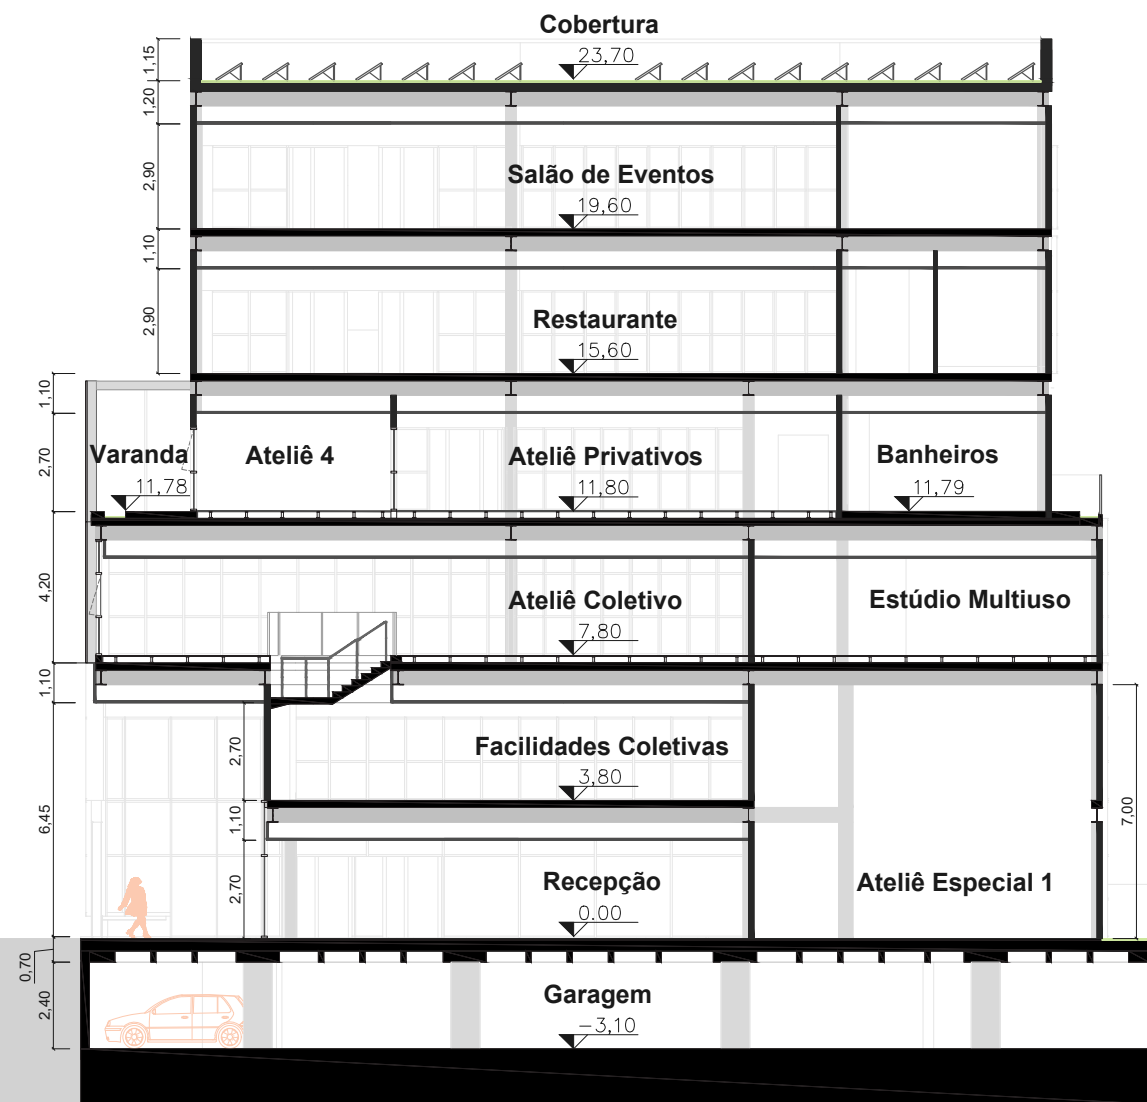 Cobertura
23,70
1,15
1,20
2,90
Salão de Eventos
19,60
1,10
2,90
Restaurante
15,60
1,10
2,70
Varanda
11,78
Ateliê 4
Ateliê Privativos
11,80
Banheiros
11,79
4,20
Ateliê Coletivo
7,80
Estúdio Multiuso
1,10
2,70
Facilidades Coletivas
3,80
6,45
1,10
7,00
2,70
Recepção
0.00
Ateliê Especial 1
0,70
2,40
Garagem
-3,10